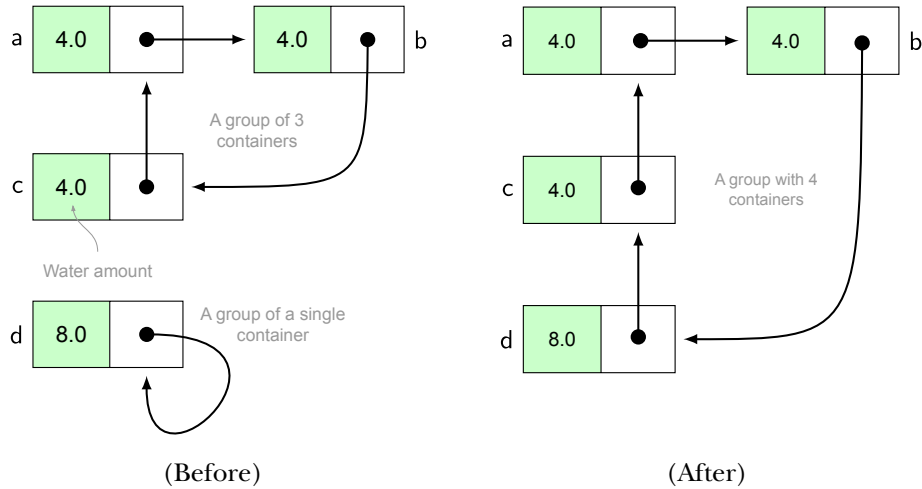 a
4.0
4.0
b
A group of 3
containers
c
4.0
Water amount
A group of a single
container
d
8.0
(Before)
a
4.0
4.0
b
c
4.0
A group with 4
containers
d
8.0
(After)